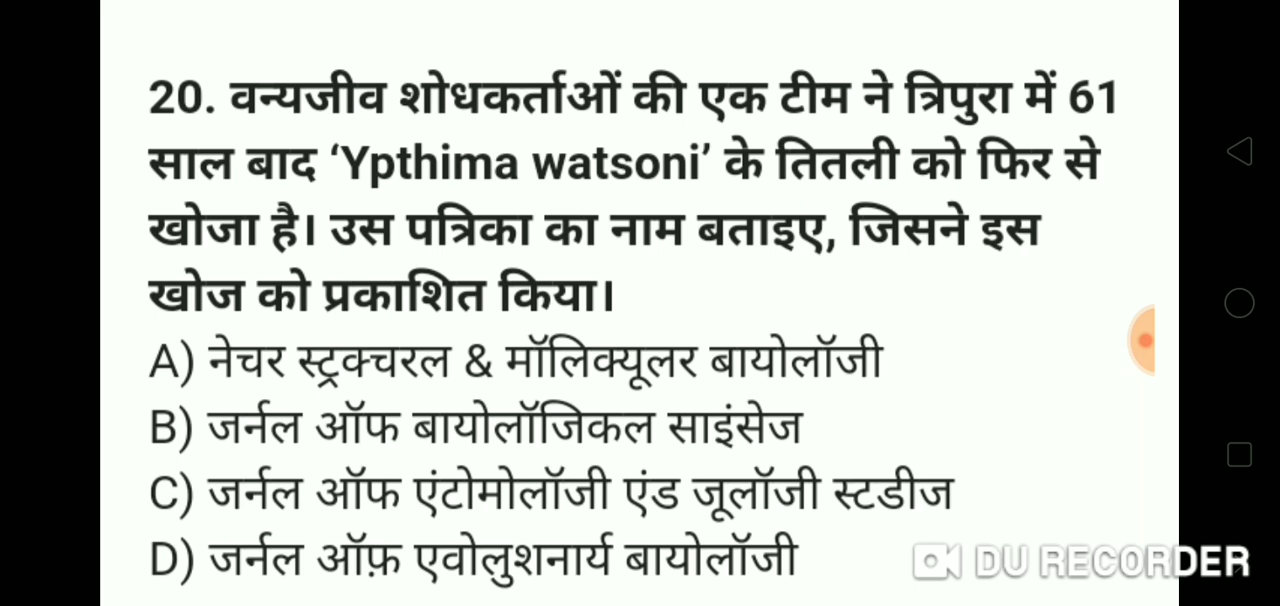 20. वन्यजीव शोधकर्ताओं की एक टीम ने त्रिपुरा में 61
साल बाद ‘Ypthima watsoni’ के तितली को फिर से
खोजा है। उस पत्रिका का नाम बताइए, जिसने इस
खोज को प्रकाशित किया।
A) नेचर स्ट्रक्चरल & मॉलिक्यूलर बायोलॉजी
B) जर्नल ऑफ बायोलॉजिकल साइंसेज
C) जर्नल ऑफ एंटोमोलॉजी एंड जूलॉजी स्टडीज
D) जर्नल ऑफ़ एवोलुशनार्य बायोलॉजी
DU RECORDER